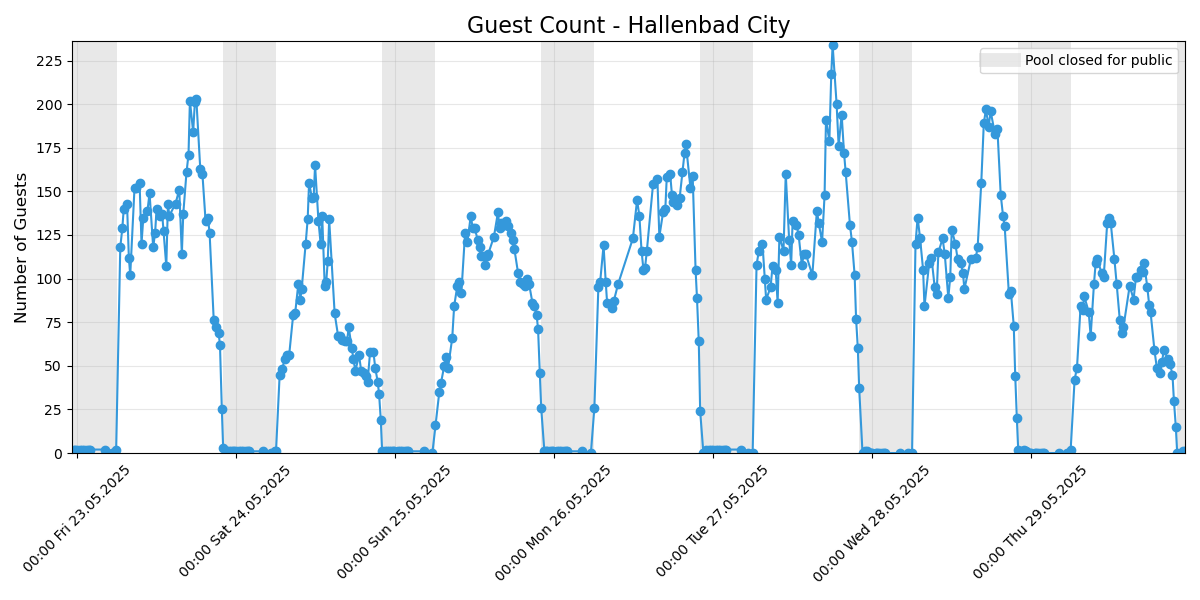 Guest Count - Hallenbad City
Pool closed for public
Number of Guests
225
200
175
150
125
100
75
50
25
0
00:00 Fri 23.05.2025
00:00 Sat 24.05.2025
00:00 Sun 25.05.2025
00:00 Mon 26.05.2025
00:00 Tue 27.05.2025
00:00 Wed 28.05.2025
00:00 Thu 29.05.2025